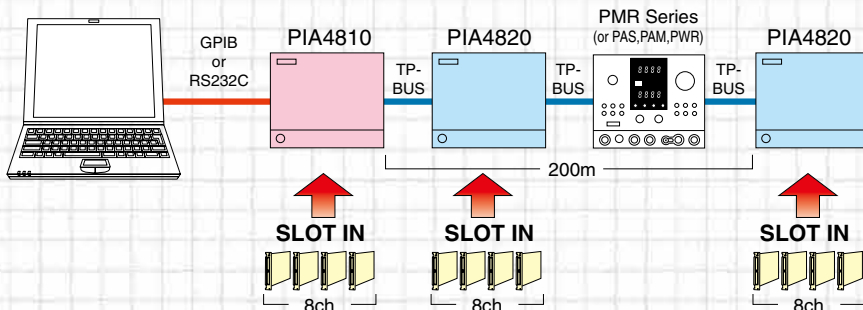 GPIB
or
RS232C
PIA4810
TP-
BUS
PIA4820
TP-
BUS
PMR Series
(or PAS,PAM,PWR)
TP-
BUS
PIA4820
200m
SLOT IN
SLOT IN
SLOT IN
8ch
8ch
8ch